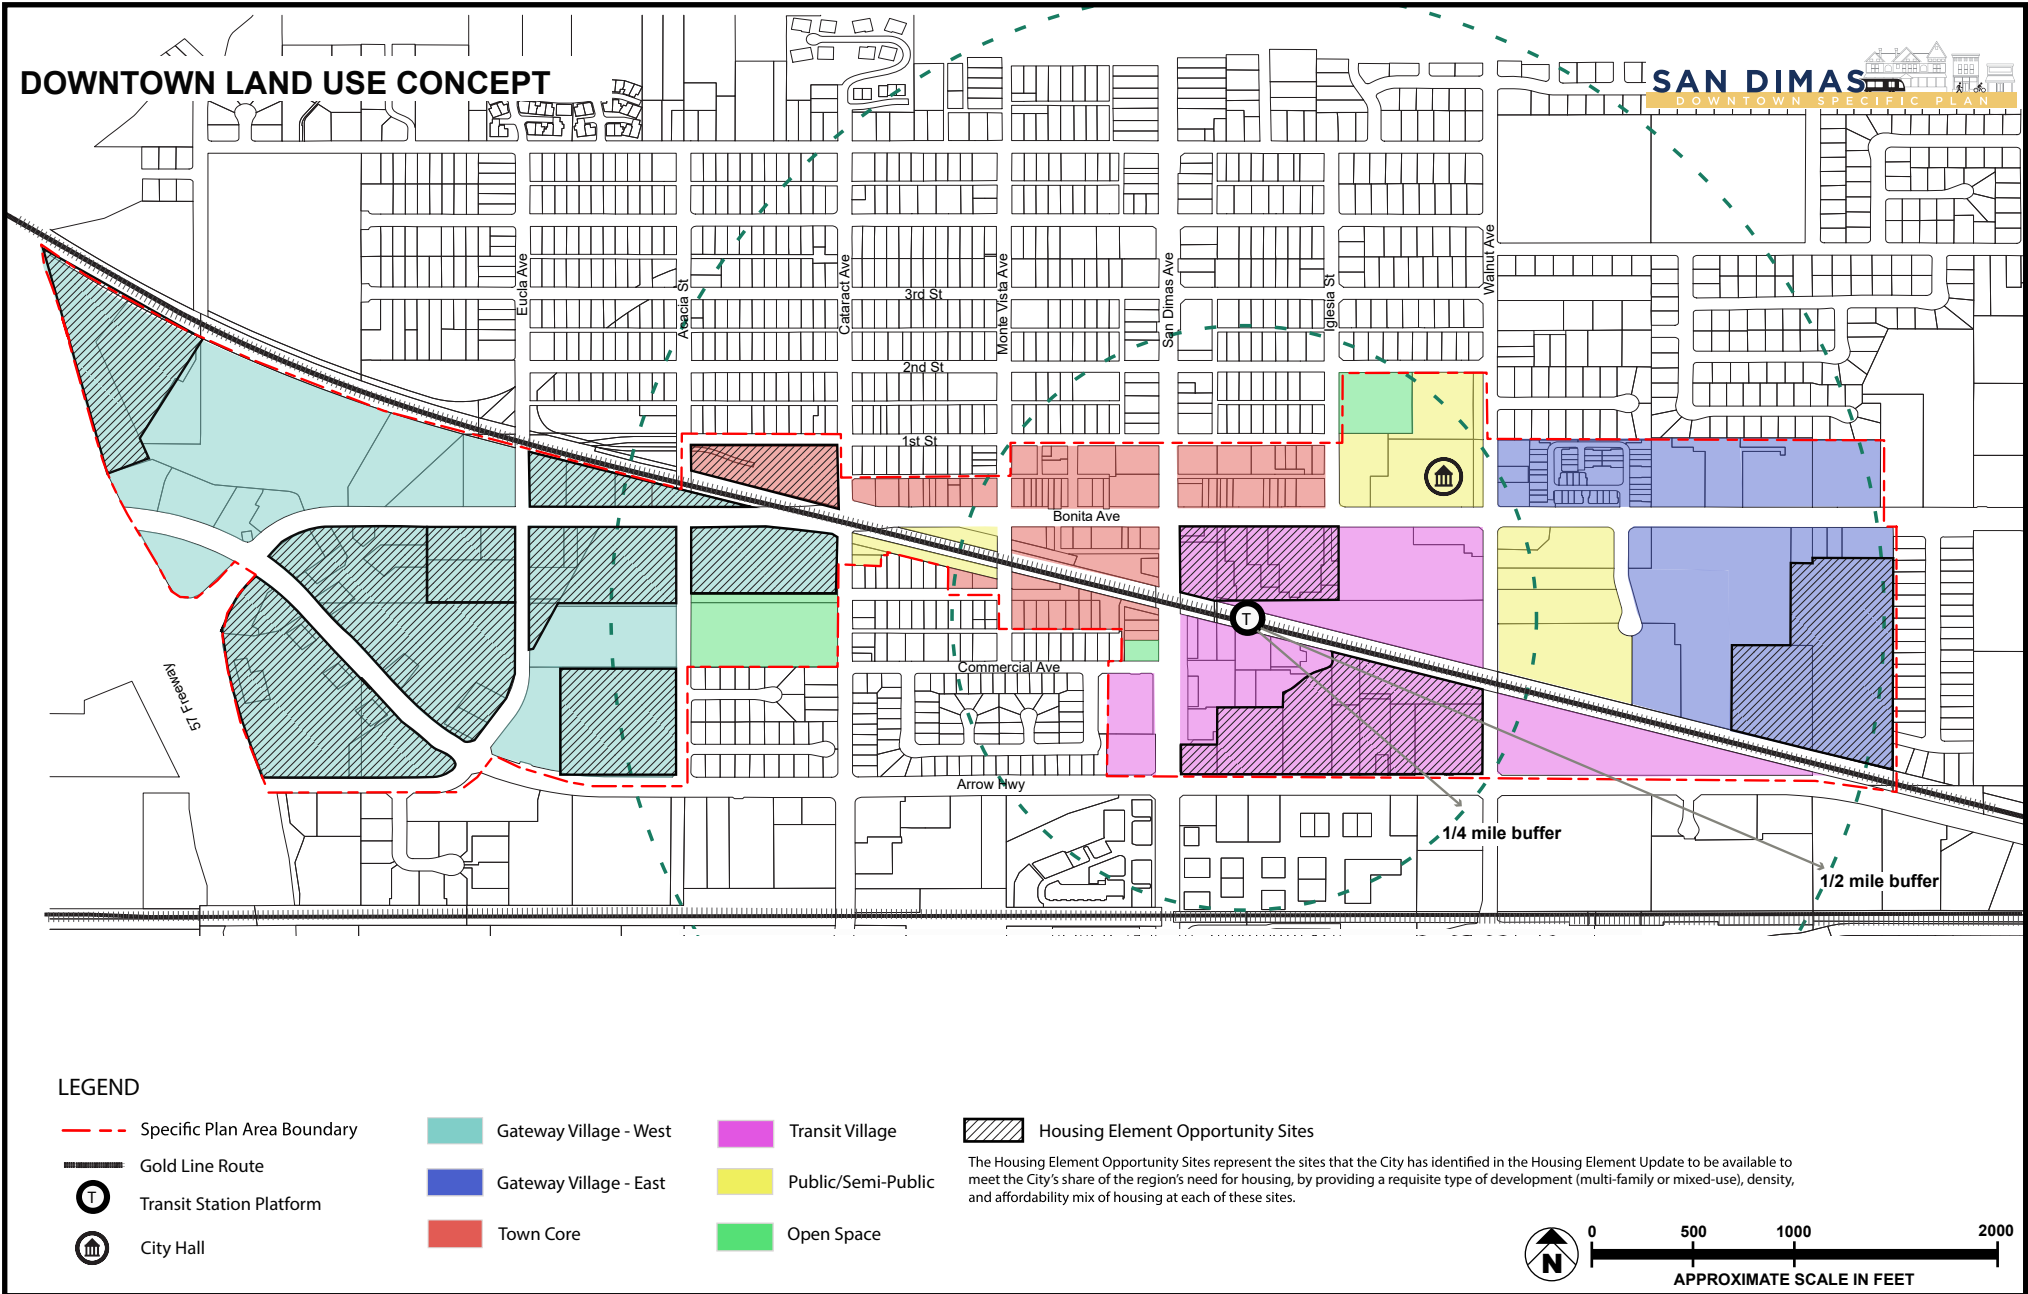 DOWNTOWN LAND USE CONCEPT
SAN DIMAS
DOWNTOWN SPECIFIC PLAN
Eucla Ave
Acacia St
Cataract Ave
Monte Vista Ave
San Dimas Ave
Iglesia St
Walnut Ave
3rd St
2nd St
1st St
Bonita Ave
T
Commercial Ave
57 Freeway
Arrow Hwy
1/4 mile buffer
1/2 mile buffer
LEGEND
Specific Plan Area Boundary
Gold Line Route
T
Transit Station Platform
City Hall
Gateway Village - West
Gateway Village - East
Town Core
Transit Village
Public/Semi-Public
Open Space
Housing Element Opportunity Sites
The Housing Element Opportunity Sites represent the sites that the City has identified in the Housing Element Update to be available to
meet the City's share of the region's need for housing, by providing a requisite type of development (multi-family or mixed-use), density,
and affordability mix of housing at each of these sites.
N
0 500 1000 2000
APPROXIMATE SCALE IN FEET